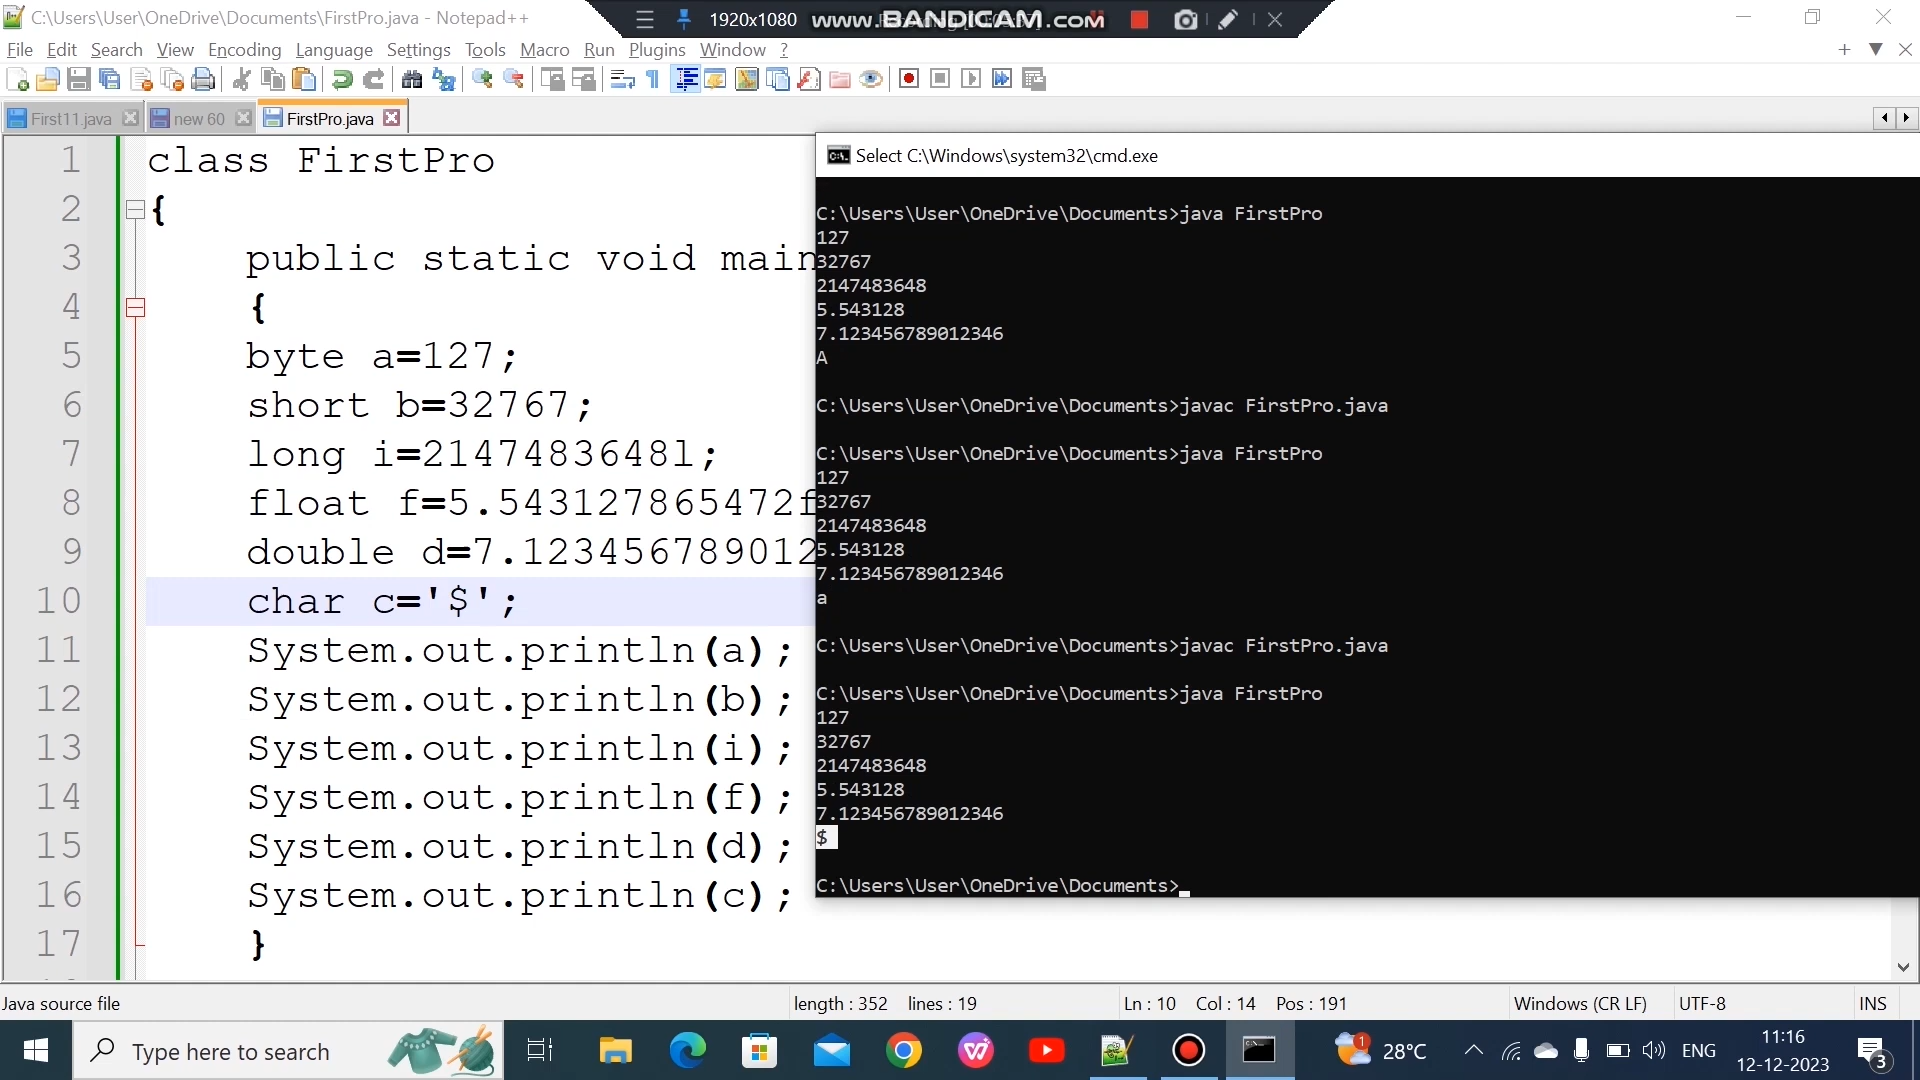 C:\Users\User\OneDrive\Documents\FirstPro.java - Notepad++
1920x1080
www.BANDICAM.com
File Edit Search View Encoding Language Settings Tools Macro Run Plugins Window ?
First11.java
new 60
FirstPro.java
1 class FirstPro
2 {
3 public static void main
4 {
5 byte a=127;
6 short b=32767;
7 long i=2147483648l;
8 float f=5.543127865472f
9 double d=7.123456789012
10 char c='$';
11 System.out.println(a);
12 System.out.println(b);
13 System.out.println(i);
14 System.out.println(f);
15 System.out.println(d);
16 System.out.println(c);
17 }
Select C:\Windows\system32\cmd.exe
C:\Users\User\OneDrive\Documents>java FirstPro
127
32767
2147483648
5.543128
7.123456789012346
A
C:\Users\User\OneDrive\Documents>javac FirstPro.java
C:\Users\User\OneDrive\Documents>java FirstPro
127
32767
2147483648
5.543128
7.123456789012346
a
C:\Users\User\OneDrive\Documents>javac FirstPro.java
C:\Users\User\OneDrive\Documents>java FirstPro
127
32767
2147483648
5.543128
7.123456789012346
$
C:\Users\User\OneDrive\Documents>
Java source file length : 352 lines : 19 Ln : 10 Col : 14 Pos : 191 Windows (CR LF) UTF-8 INS
Type here to search
1
28°C
ENG
11:16
12-12-2023
3